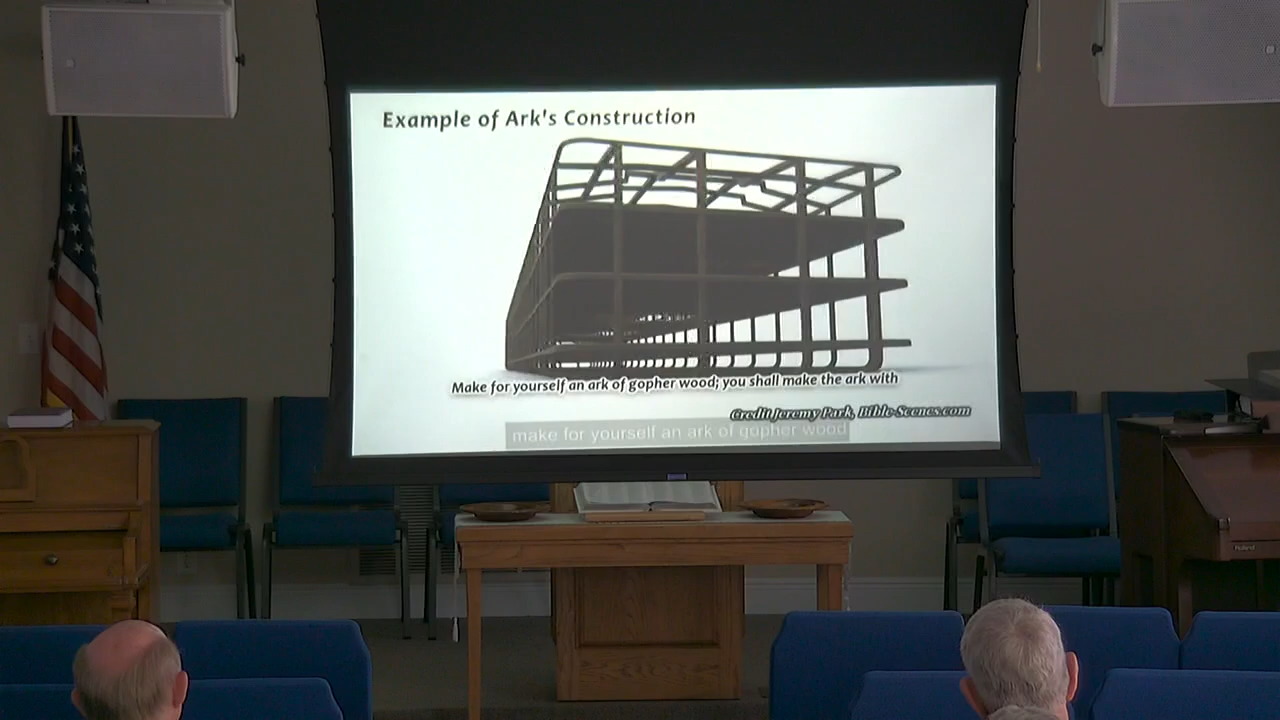 Example of Ark's Construction
Make for yourself an ark of gopher wood; you shall make the ark with
Credit Jeremy Park, Bible-Scenes.com
make for yourself an ark of gopher wood
Roland